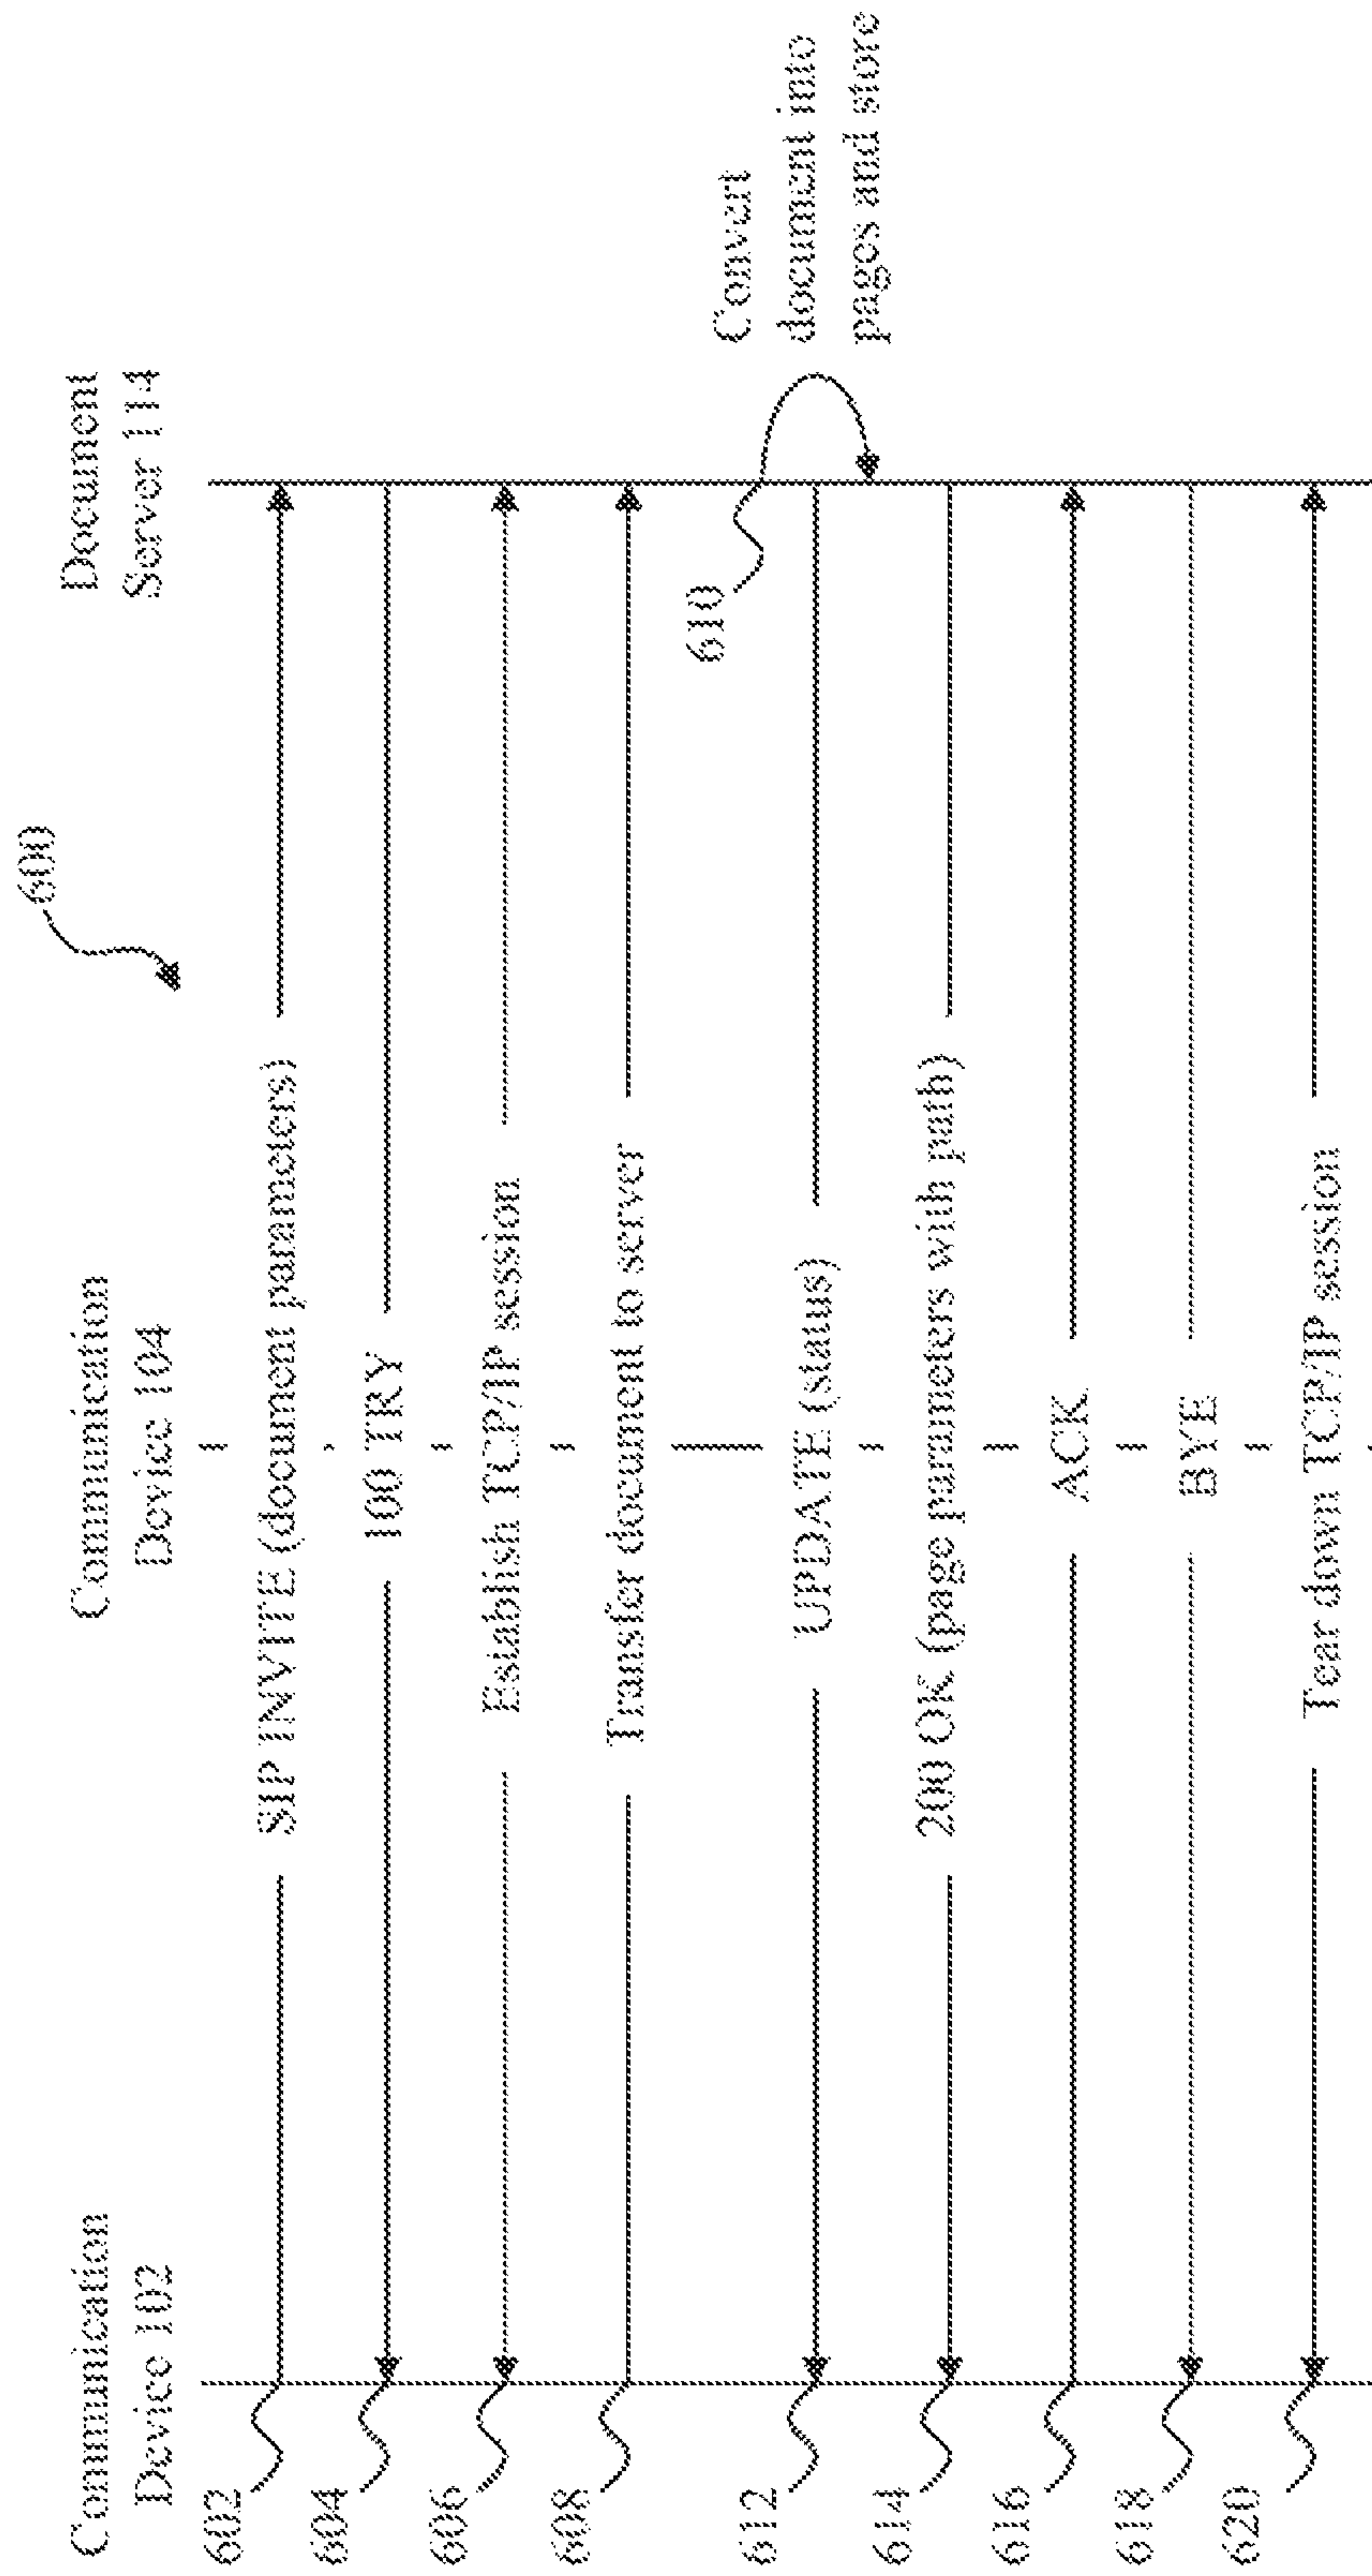 600
Communication
Device 102
Communication
Device 104
Document
Server 114
602
SIP INVITE (document parameters)
604
100 TRY
606
Establish TCP/IP session
608
Transfer document to server
610
Convert
document into
pages and store
612
UPDATE (status)
614
200 OK (page parameters with path)
616
ACK
618
BYE
620
Tear down TCP/IP session